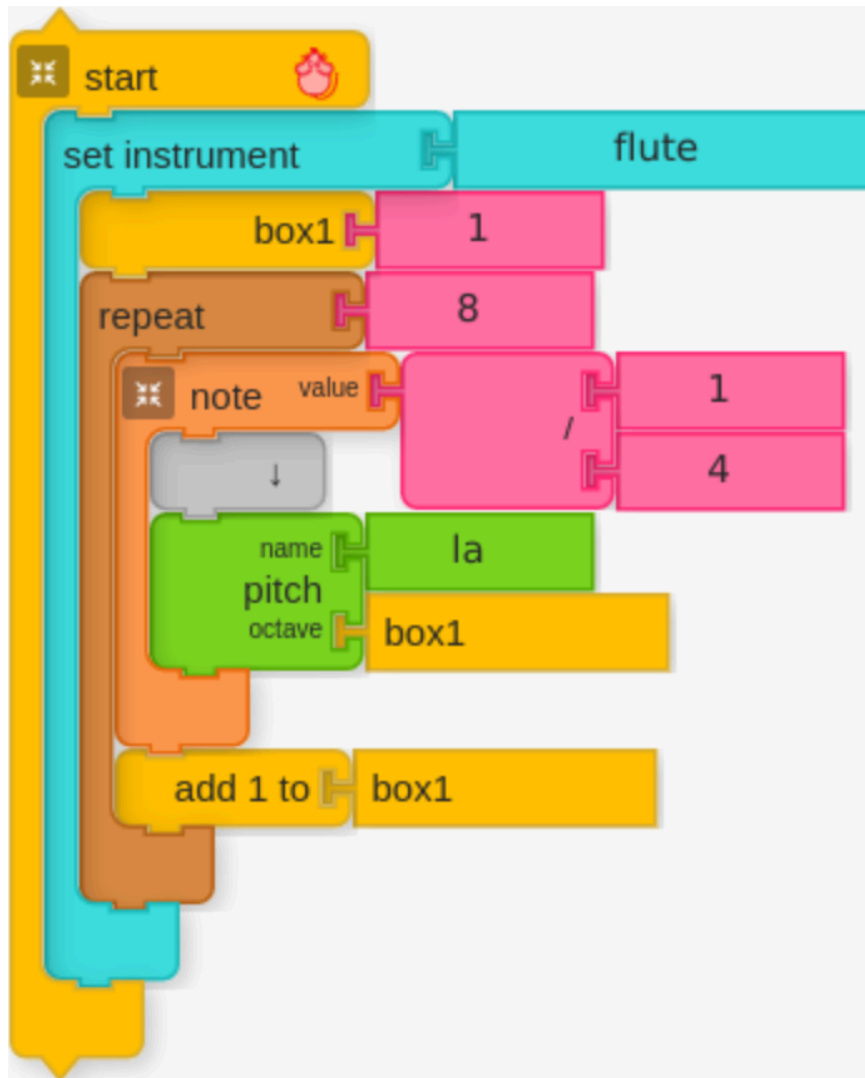 start
set instrument flute
box1 1
repeat 8
note value 1
/
↓ 4
name la
pitch
octave box1
add 1 to box1